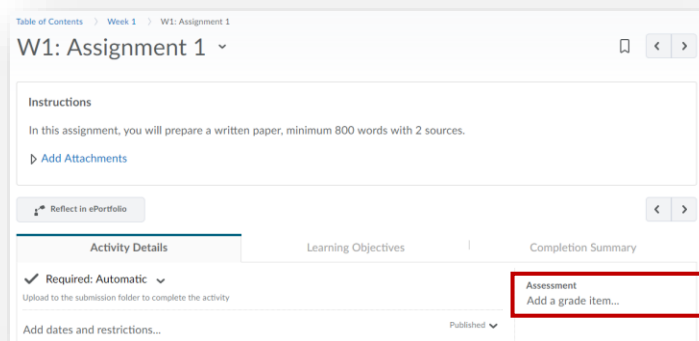 Table of Contents > Week 1 > W1: Assignment 1
W1: Assignment 1
Instructions
In this assignment, you will prepare a written paper, minimum 800 words with 2 sources.
Add Attachments
Reflect in ePortfolio
Activity Details Learning Objectives Completion Summary
Required: Automatic
Upload to the submission folder to complete the activity
Assessment
Add a grade item...
Add dates and restrictions... Published